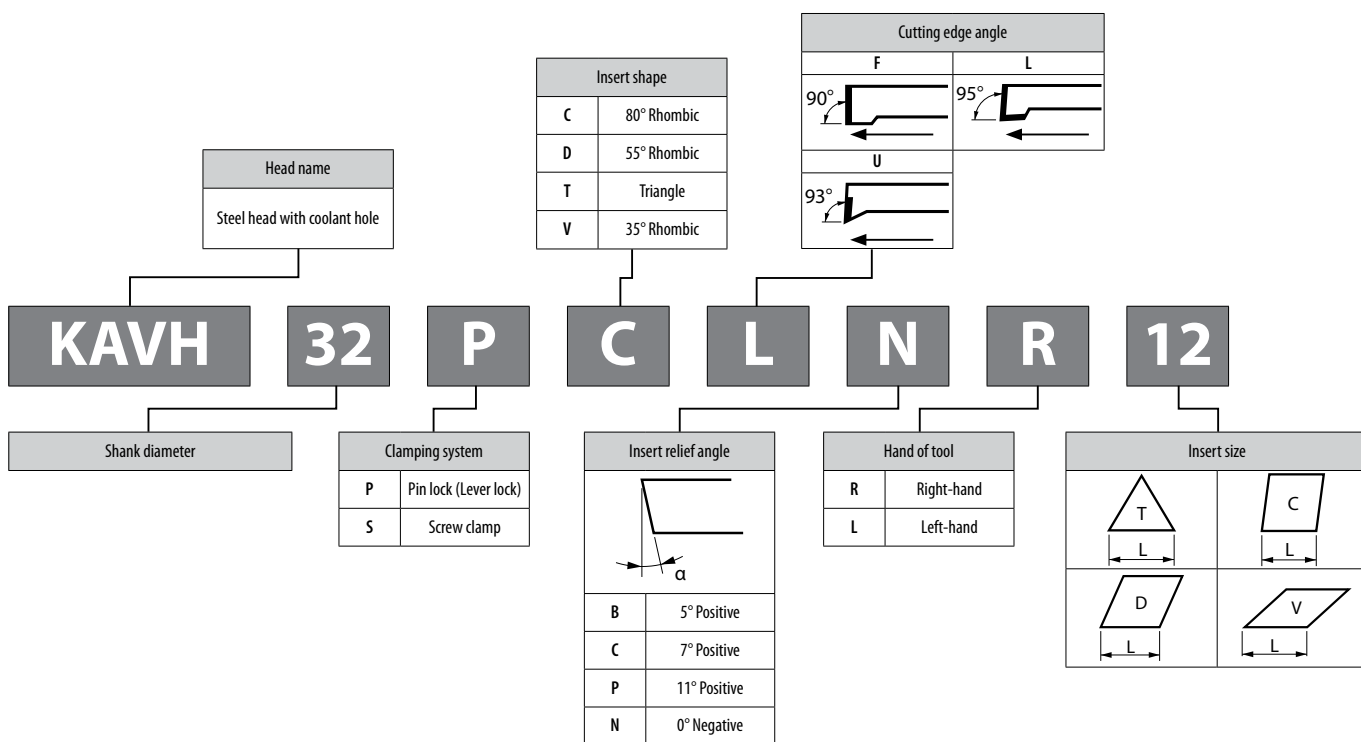 Cutting edge angle
F L
90° 95°
U
93°
Insert shape
C 80° Rhombic
D 55° Rhombic
T Triangle
V 35° Rhombic
Head name
Steel head with coolant hole
KAVH 32 P C L N R 12
Shank diameter
Clamping system
P Pin lock (Lever lock)
S Screw clamp
Insert relief angle
α
B 5° Positive
C 7° Positive
P 11° Positive
N 0° Negative
Hand of tool
R Right-hand
L Left-hand
Insert size
T C
L L
D V
L L